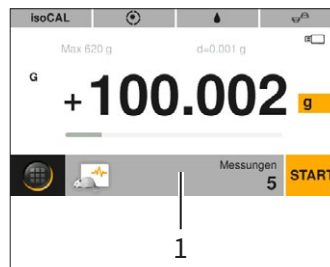 isoCAL
Max 620 g d=0.001 g
G
+100.002 g
Messungen
5
START
1